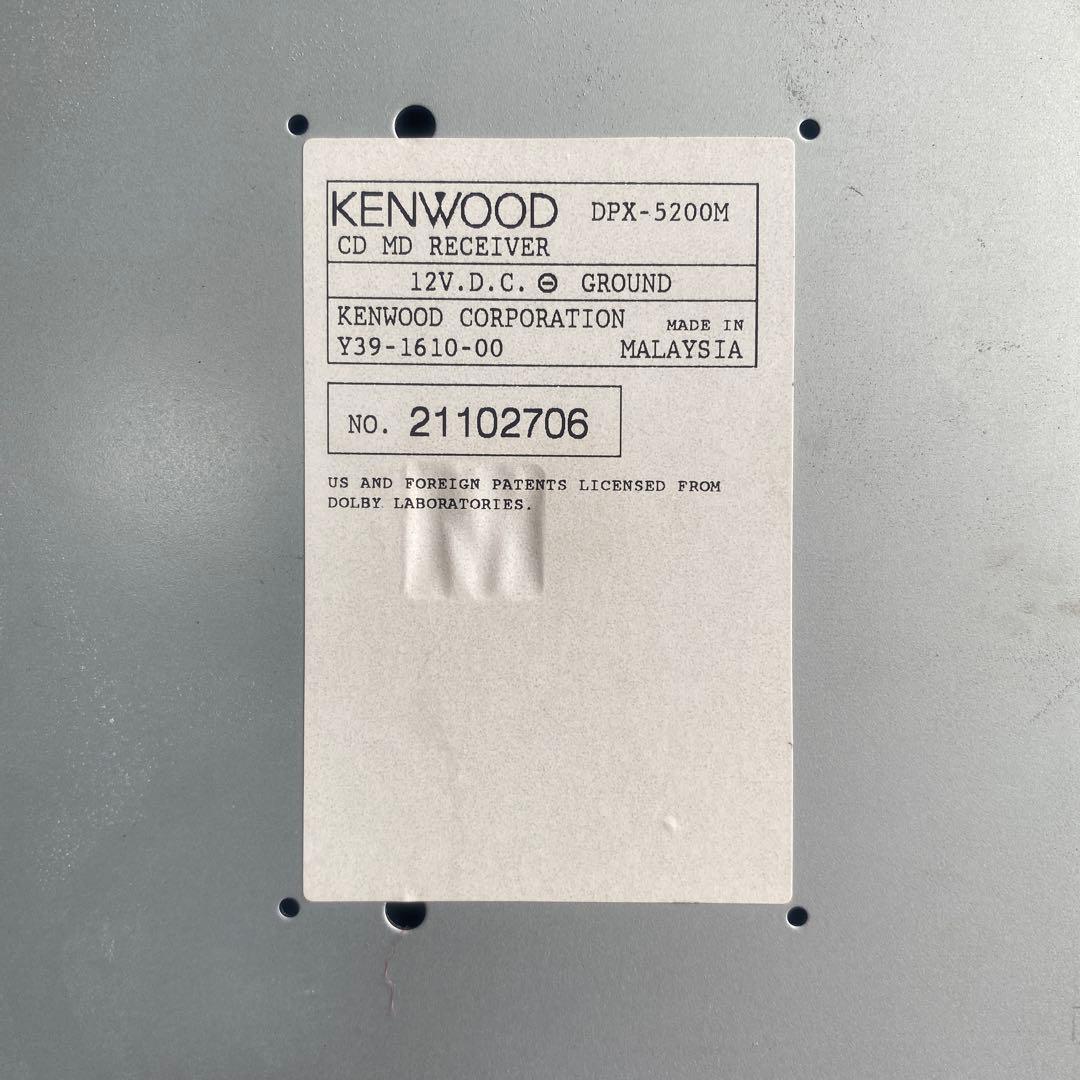 KENWOOD DPX-5200M
CD MD RECEIVER
12V.D.C. ⊖ GROUND
KENWOOD CORPORATION MADE IN
Y39-1610-00 MALAYSIA
NO. 21102706
US AND FOREIGN PATENTS LICENSED FROM
DOLBY LABORATORIES.
M